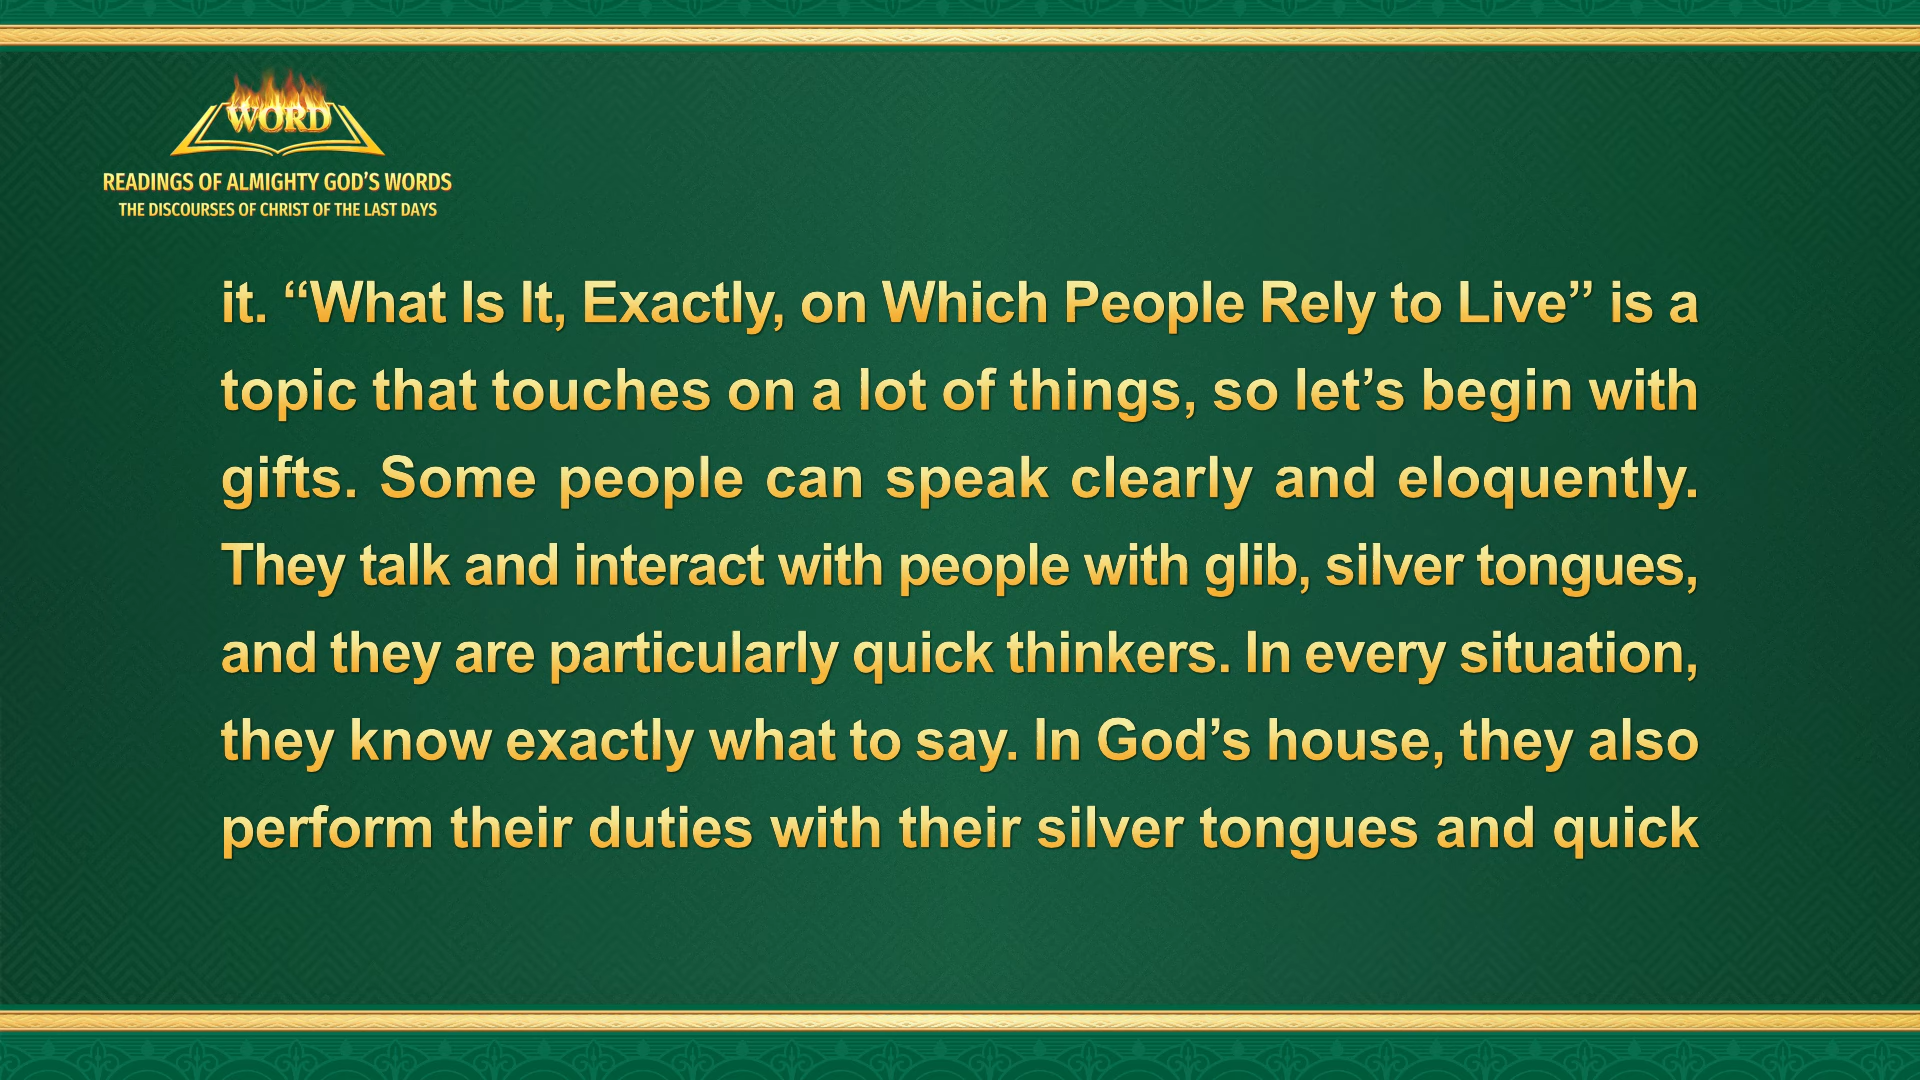 WORD
READINGS OF ALMIGHTY GOD’S WORDS
THE DISCOURSES OF CHRIST OF THE LAST DAYS
it. “What Is It, Exactly, on Which People Rely to Live” is a
topic that touches on a lot of things, so let’s begin with
gifts. Some people can speak clearly and eloquently.
They talk and interact with people with glib, silver tongues,
and they are particularly quick thinkers. In every situation,
they know exactly what to say. In God’s house, they also
perform their duties with their silver tongues and quick